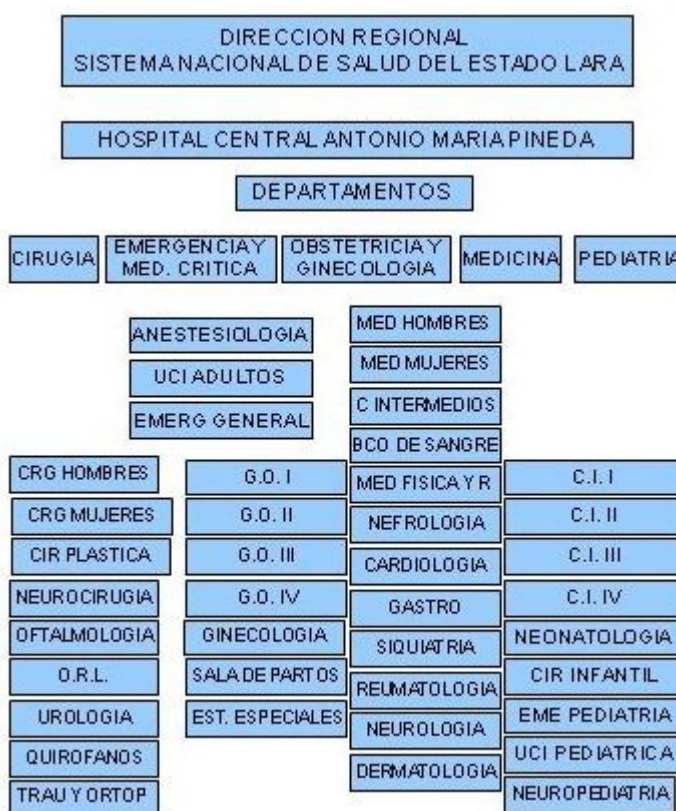 DIRECCION REGIONAL
SISTEMA NACIONAL DE SALUD DEL ESTADO LARA
HOSPITAL CENTRAL ANTONIO MARIA PINEDA
DEPARTAMENTOS
CIRUGIA
EMERGENCIA Y
MED. CRITICA
OBSTETRICIA Y
GINECOLOGIA
MEDICINA
PEDIATRIA
ANESTESIOLOGIA
UCI ADULTOS
EMERG GENERAL
CRG HOMBRES
CRG MUJERES
CIR PLASTICA
NEUROCIRUGIA
OFTALMOLOGIA
O.R.L.
UROLOGIA
QUIROFANOS
TRAU Y ORTOP
G.O. I
G.O. II
G.O. III
G.O. IV
GINECOLOGIA
SALA DE PARTOS
EST. ESPECIALES
MED HOMBRES
MED MUJERES
C INTERMEDIOS
BCO DE SANGRE
MED FISICA Y R
NEFROLOGIA
CARDIOLOGIA
GASTRO
SIQUIATRIA
REUMATOLOGIA
NEUROLOGIA
DERMATOLOGIA
C.I. I
C.I. II
C.I. III
C.I. IV
NEONATOLOGIA
CIR INFANTIL
EME PEDIATRIA
UCI PEDIATRICA
NEUROPEDIATRIA